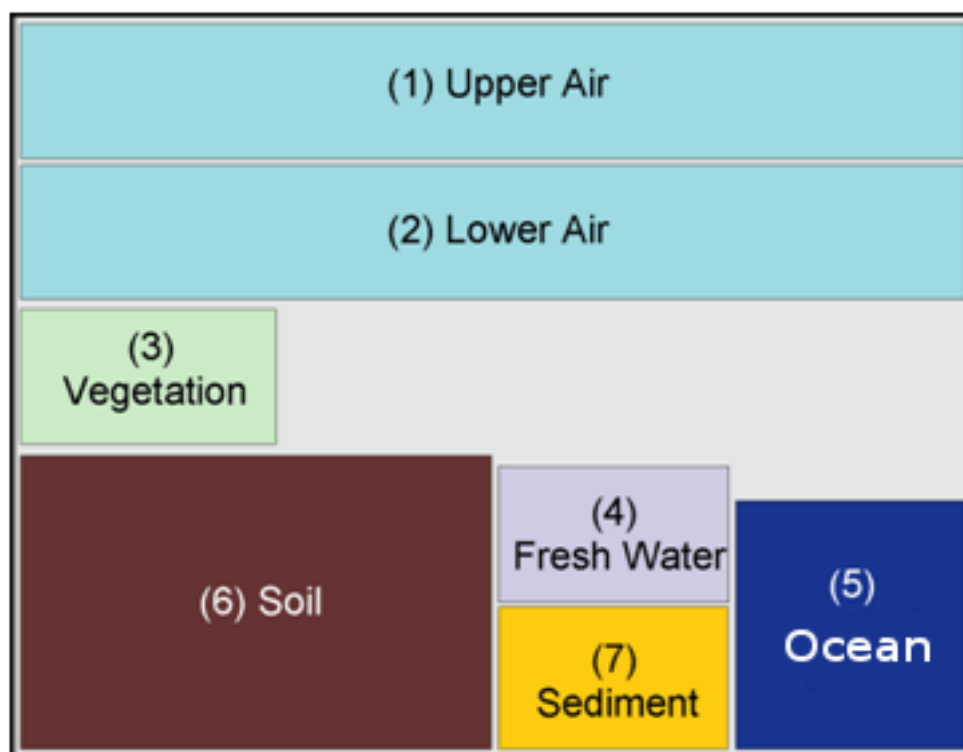 (1) Upper Air
(2) Lower Air
(3)
Vegetation
(4)
Fresh Water
(5)
Ocean
(6) Soil
(7)
Sediment